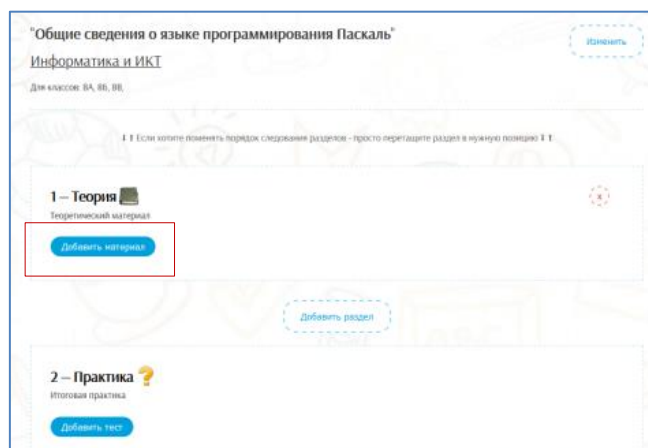 "Общие сведения о языке программирования Паскаль"
Изменить
Информатика и ИКТ
Для классов: 8А, 8Б, 8В,
⬇⬆ Если хотите поменять порядок следования разделов - просто перетащите раздел в нужную позицию ⬇⬆
1 – Теория
x
Теоретический материал
Добавить материал
Добавить раздел
2 – Практика
Итоговая практика
Добавить тест